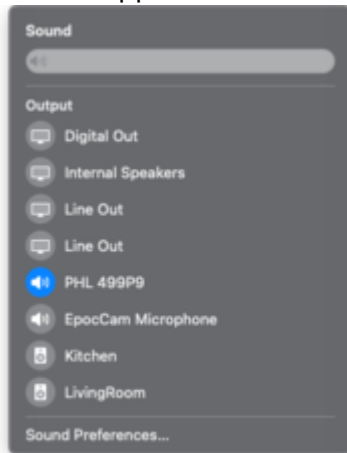 Sound
Output
Digital Out
Internal Speakers
Line Out
Line Out
PHL 499P9
EpocCam Microphone
Kitchen
LivingRoom
Sound Preferences...